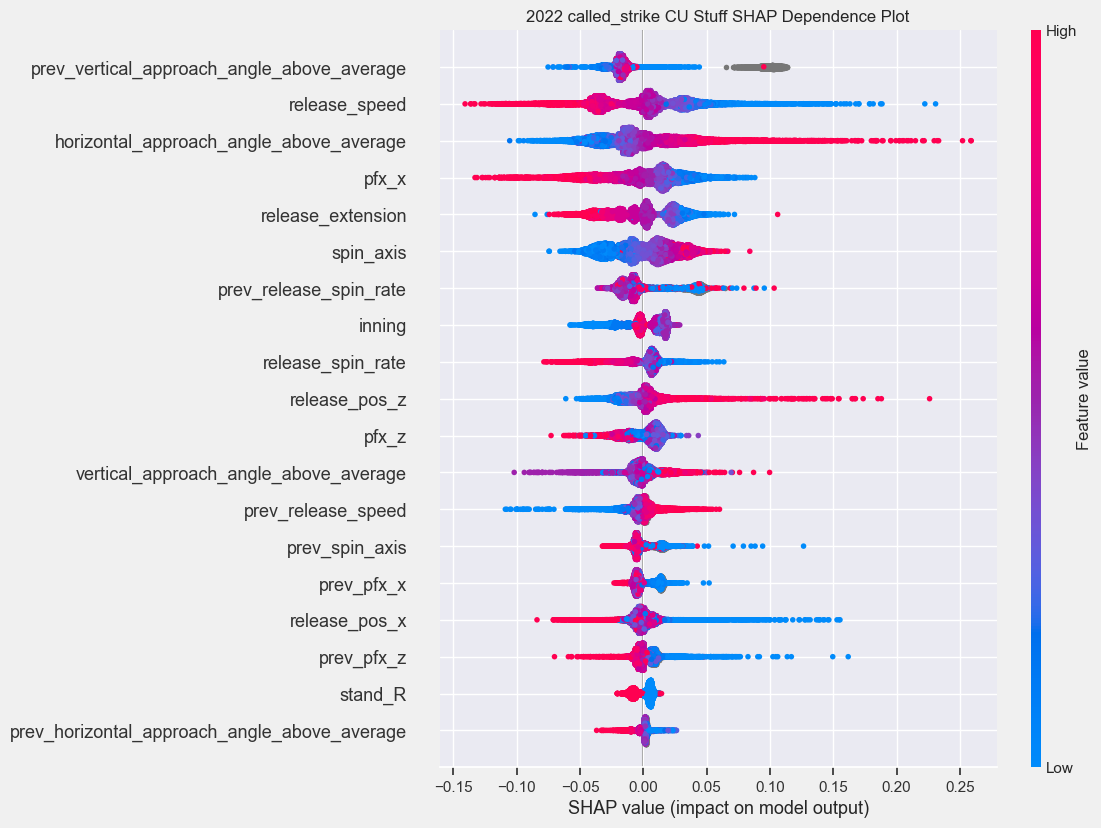 2022 called_strike CU Stuff SHAP Dependence Plot
High
prev_vertical_approach_angle_above_average
release_speed
horizontal_approach_angle_above_average
pfx_x
release_extension
spin_axis
prev_release_spin_rate
inning
release_spin_rate
release_pos_z
pfx_z
vertical_approach_angle_above_average
prev_release_speed
prev_spin_axis
prev_pfx_x
release_pos_x
prev_pfx_z
stand_R
prev_horizontal_approach_angle_above_average
Feature value
Low
−0.15 −0.10 −0.05 0.00 0.05 0.10 0.15 0.20 0.25
SHAP value (impact on model output)